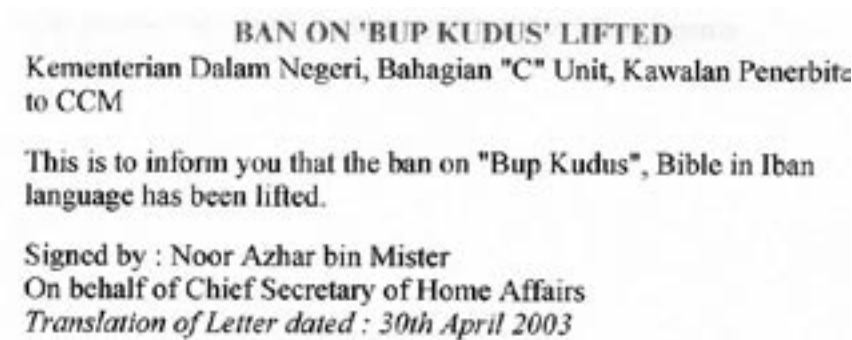 BAN ON 'BUP KUDUS' LIFTED
Kementerian Dalam Negeri, Bahagian "C" Unit, Kawalan Penerbita
to CCM
This is to inform you that the ban on "Bup Kudus", Bible in Iban
language has been lifted.
Signed by : Noor Azhar bin Mister
On behalf of Chief Secretary of Home Affairs
Translation of Letter dated : 30th April 2003